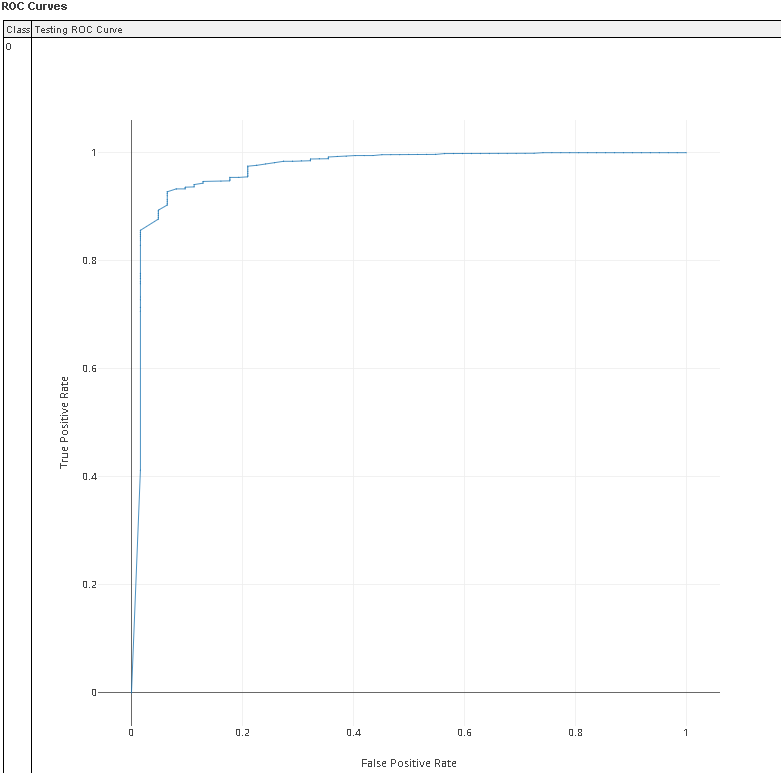 ROC Curves
Class Testing ROC Curve
0
1
0.8
0.6
True Positive Rate
0.4
0.2
0
0 0.2 0.4 0.6 0.8 1
False Positive Rate